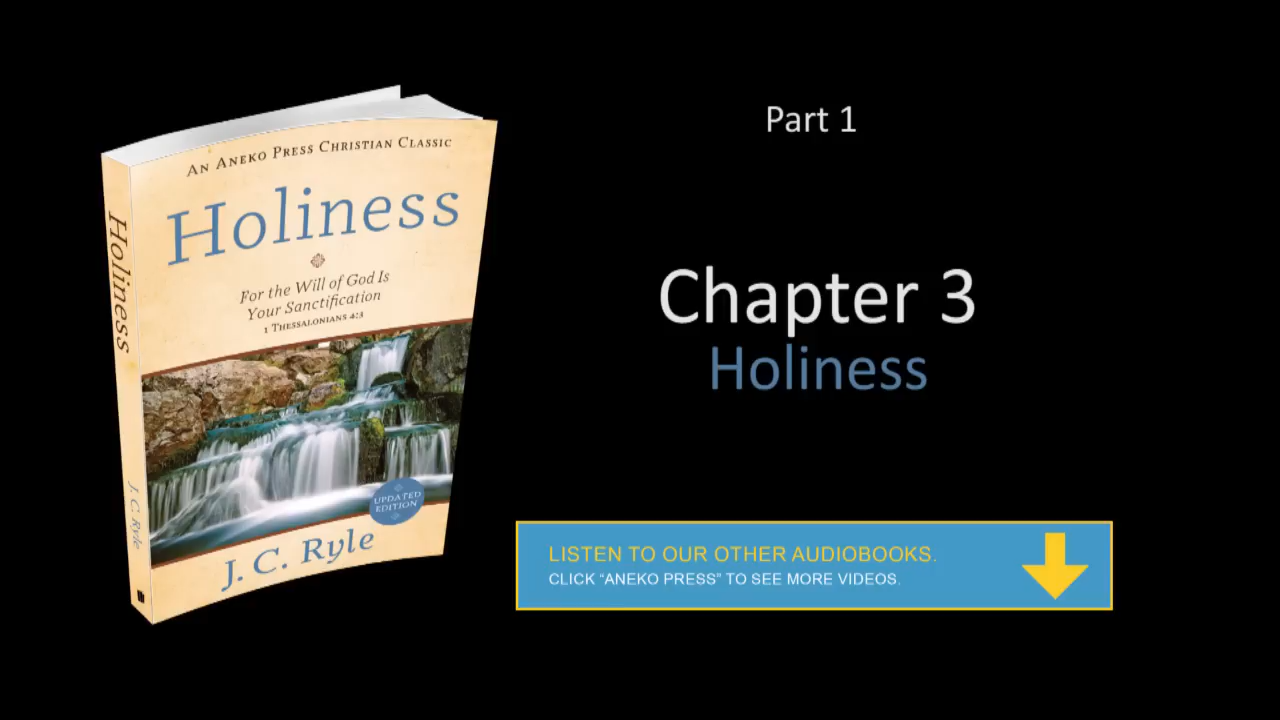 Part 1
Chapter 3
Holiness
AN ANEKO PRESS CHRISTIAN CLASSIC
Holiness
For the Will of God Is
Your Sanctification
1 THESSALONIANS 4:3
UPDATED
EDITION
J. C. Ryle
Holiness
J. C. Ryle
LISTEN TO OUR OTHER AUDIOBOOKS.
CLICK “ANEKO PRESS” TO SEE MORE VIDEOS.